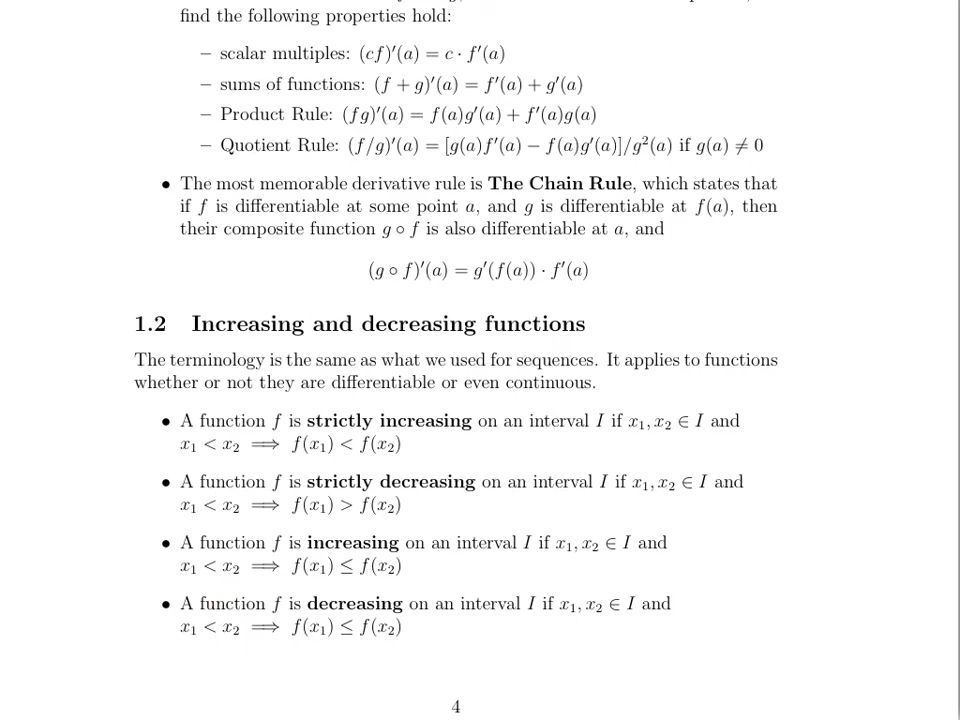 find the following properties hold:
– scalar multiples: (cf)′(a) = c · f′(a)
– sums of functions: (f + g)′(a) = f′(a) + g′(a)
– Product Rule: (fg)′(a) = f(a)g′(a) + f′(a)g(a)
– Quotient Rule: (f/g)′(a) = [g(a)f′(a) − f(a)g′(a)]/g²(a) if g(a) ≠ 0
• The most memorable derivative rule is The Chain Rule, which states that
if f is differentiable at some point a, and g is differentiable at f(a), then
their composite function g ∘ f is also differentiable at a, and
(g ∘ f)′(a) = g′(f(a)) · f′(a)
1.2 Increasing and decreasing functions
The terminology is the same as what we used for sequences. It applies to functions
whether or not they are differentiable or even continuous.
• A function f is strictly increasing on an interval I if x₁, x₂ ∈ I and
x₁ < x₂ ⟹ f(x₁) < f(x₂)
• A function f is strictly decreasing on an interval I if x₁, x₂ ∈ I and
x₁ < x₂ ⟹ f(x₁) > f(x₂)
• A function f is increasing on an interval I if x₁, x₂ ∈ I and
x₁ < x₂ ⟹ f(x₁) ≤ f(x₂)
• A function f is decreasing on an interval I if x₁, x₂ ∈ I and
x₁ < x₂ ⟹ f(x₁) ≤ f(x₂)
4